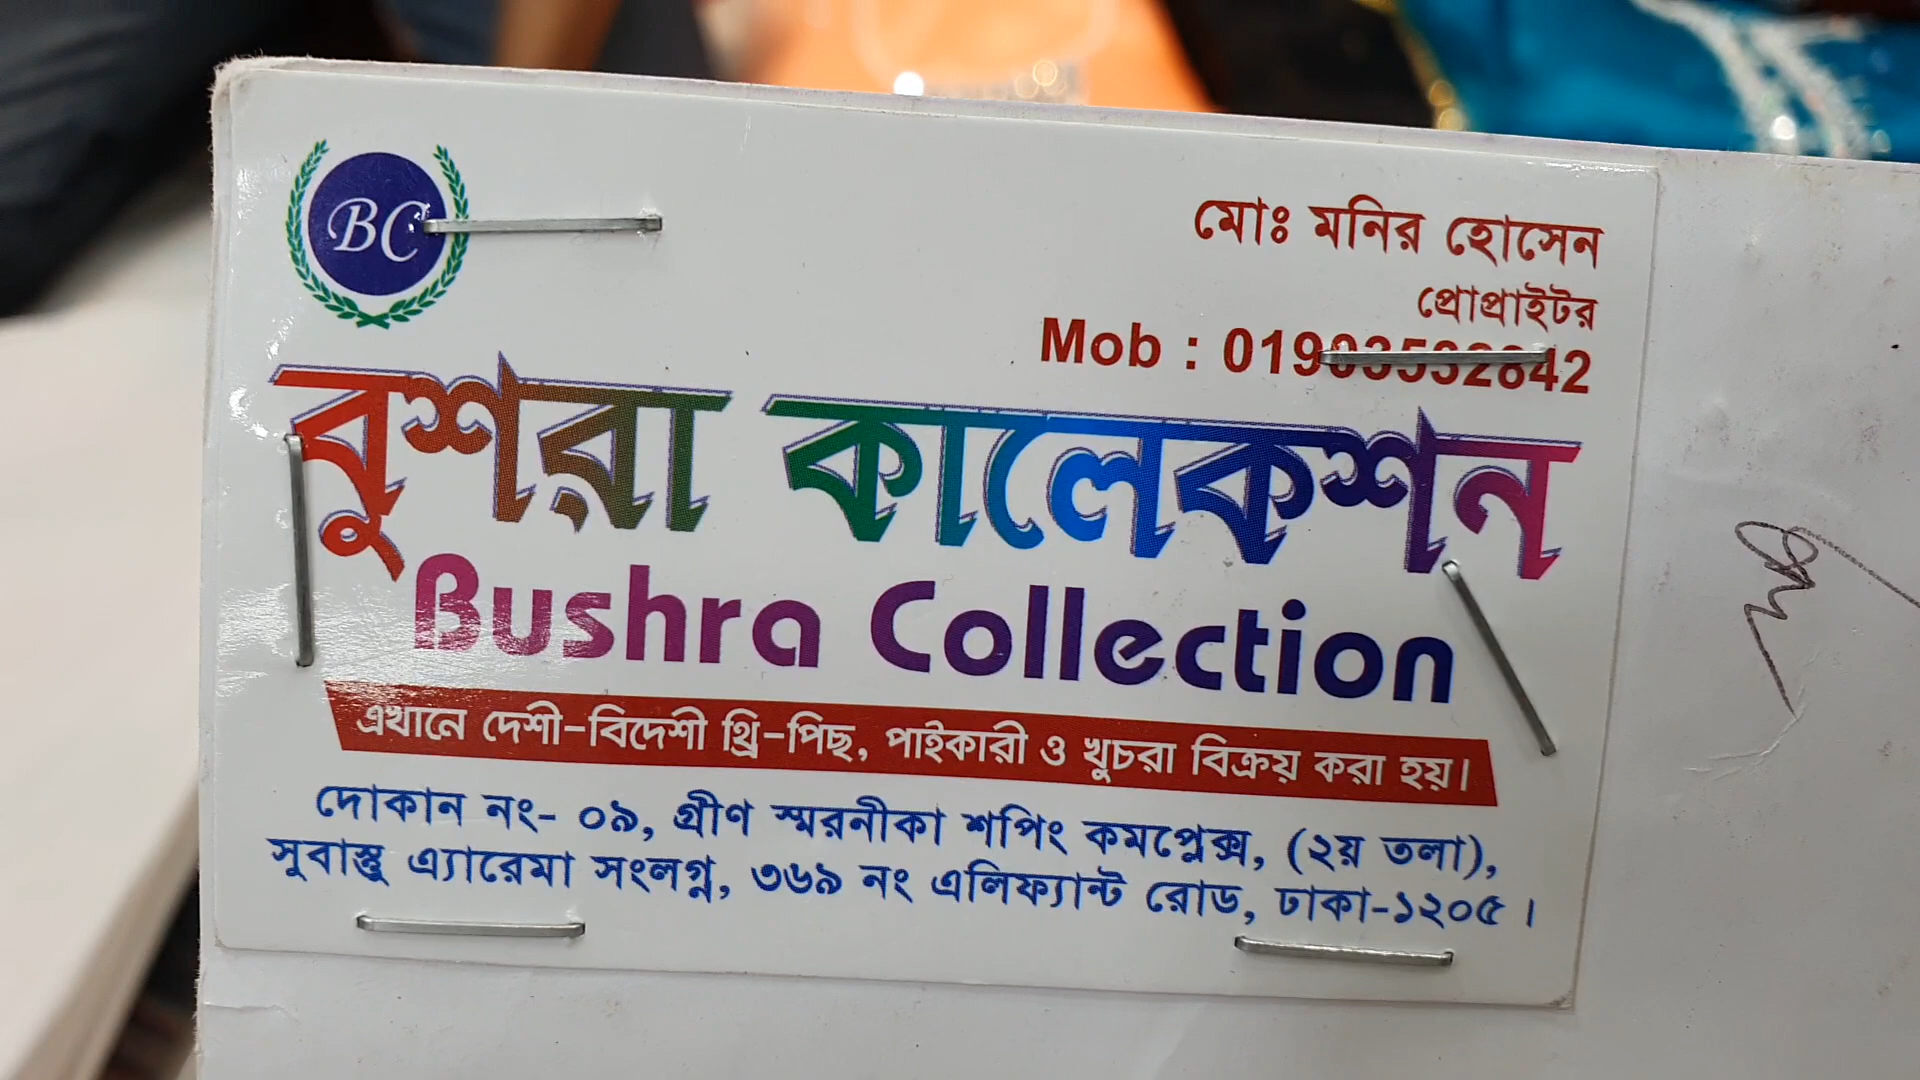 BC
মোঃ মনির হোসেন
প্রোপ্রাইটর
Mob :
বুশরা কালেকশন
Bushra Collection
এখানে দেশী-বিদেশী থ্রি-পিছ, পাইকারী ও খুচরা বিক্রয় করা হয়।
দোকান নং- ০৯, গ্রীণ স্মরনীকা শপিং কমপ্লেক্স, (২য় তলা),
সুবাস্তু এ্যারেমা সংলগ্ন, ৩৬৯ নং এলিফ্যান্ট রোড, ঢাকা-১২০৫।